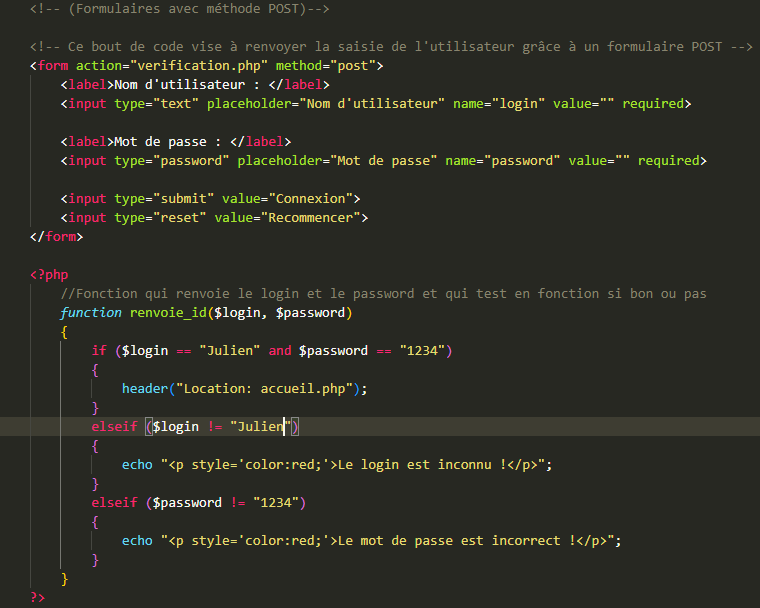 <!-- (Formulaires avec méthode POST)-->
<!-- Ce bout de code vise à renvoyer la saisie de l'utilisateur grâce à un formulaire POST -->
<form action="verification.php" method="post">
<label>Nom d'utilisateur : </label>
<input type="text" placeholder="Nom d'utilisateur" name="login" value="" required>
<label>Mot de passe : </label>
<input type="password" placeholder="Mot de passe" name="password" value="" required>
<input type="submit" value="Connexion">
<input type="reset" value="Recommencer">
</form>
<?php
//Fonction qui renvoie le login et le password et qui test en fonction si bon ou pas
function renvoie_id($login, $password)
{
if ($login == "Julien" and $password == "1234")
{
header("Location: accueil.php");
}
elseif ($login != "Julien")
{
echo "<p style='color:red;'>Le login est inconnu !</p>";
}
elseif ($password != "1234")
{
echo "<p style='color:red;'>Le mot de passe est incorrect !</p>";
}
}
?>